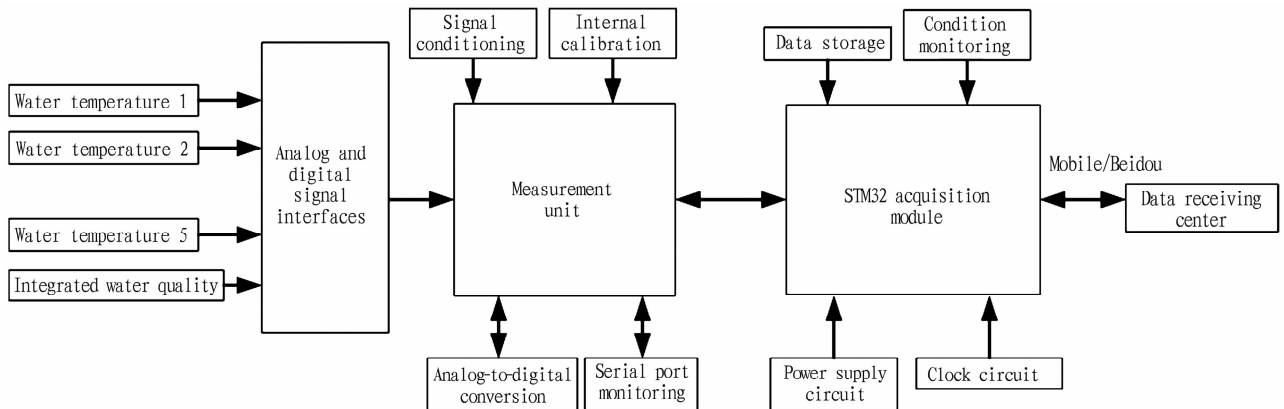 Signal
conditioning
Internal
calibration
Data storage
Condition
monitoring
Water temperature 1
Water temperature 2
Water temperature 5
Integrated water quality
Analog and
digital
signal
interfaces
Measurement
unit
STM32 acquisition
module
Mobile/Beidou
Data receiving
center
Analog-to-digital
conversion
Serial port
monitoring
Power supply
circuit
Clock circuit